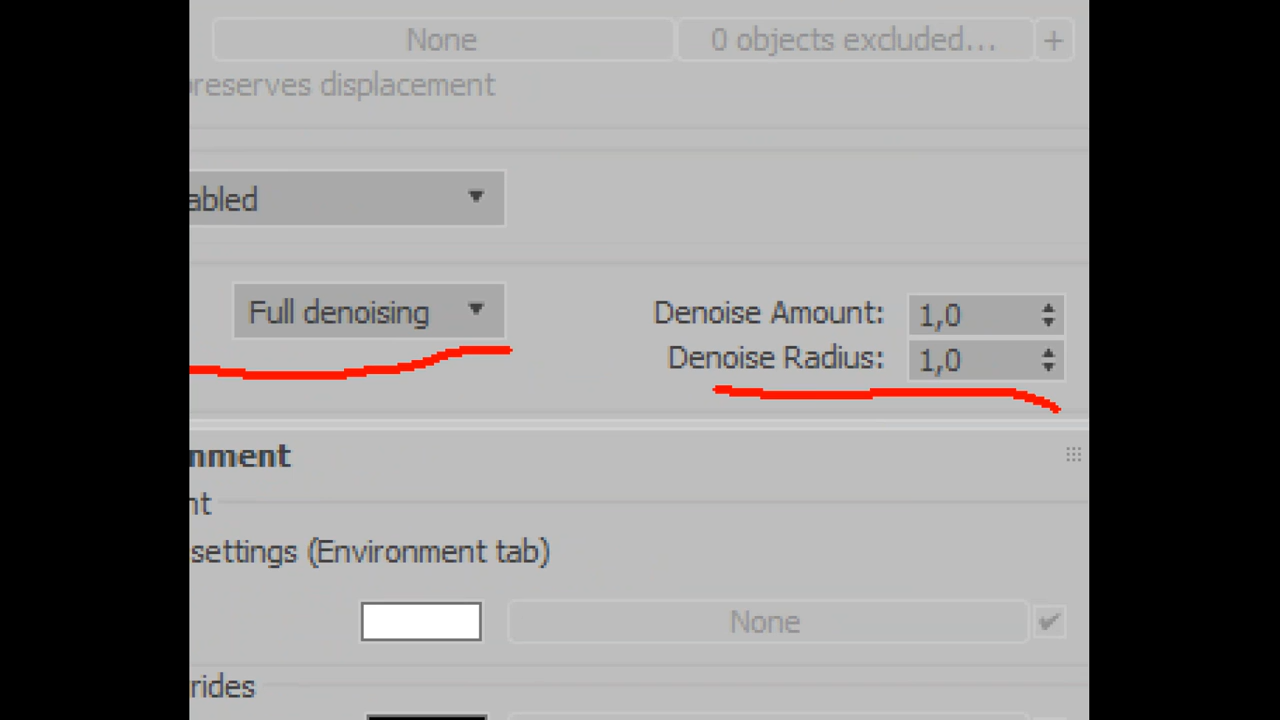 None 0 objects excluded... +
preserves displacement
abled
Full denoising Denoise Amount: 1,0
Denoise Radius: 1,0
nment
nt
settings (Environment tab)
None
rides